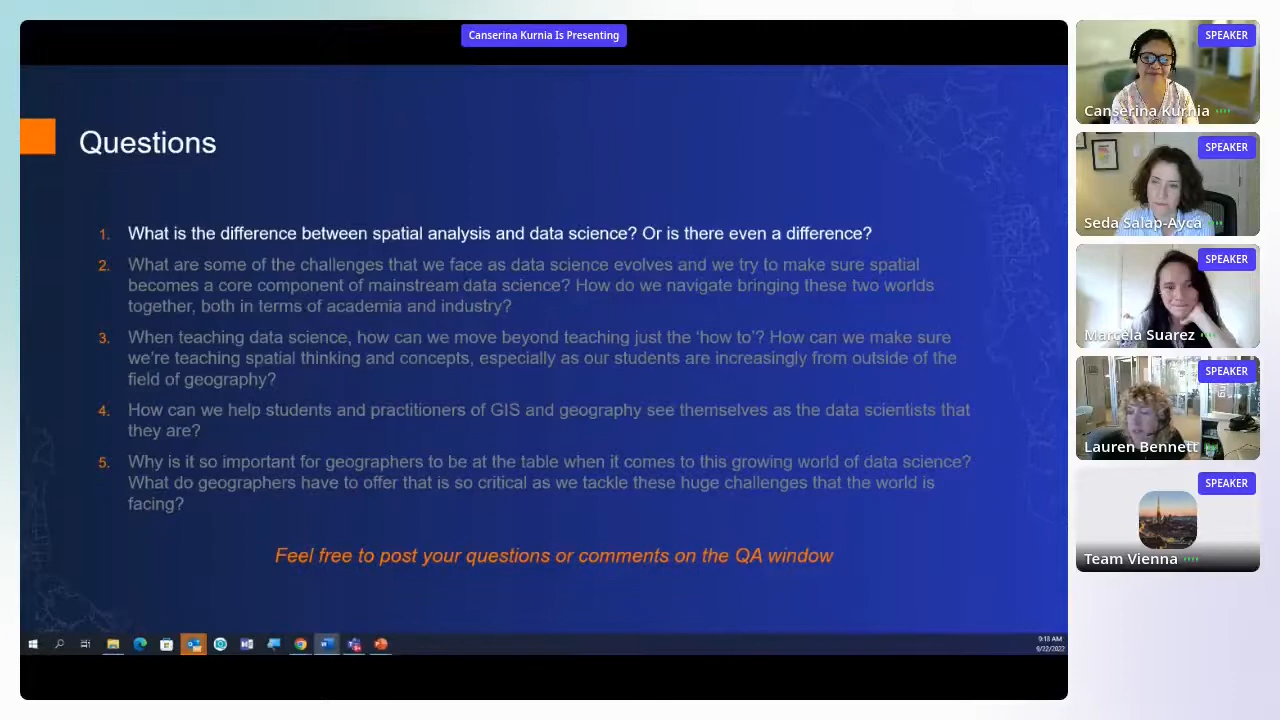 Canserina Kurnia Is Presenting
Questions
1. What is the difference between spatial analysis and data science? Or is there even a difference?
2. What are some of the challenges that we face as data science evolves and we try to make sure spatial
becomes a core component of mainstream data science? How do we navigate bringing these two worlds
together, both in terms of academia and industry?
3. When teaching data science, how can we move beyond teaching just the ‘how to’? How can we make sure
we’re teaching spatial thinking and concepts, especially as our students are increasingly from outside of the
field of geography?
4. How can we help students and practitioners of GIS and geography see themselves as the data scientists that
they are?
5. Why is it so important for geographers to be at the table when it comes to this growing world of data science?
What do geographers have to offer that is so critical as we tackle these huge challenges that the world is
facing?
Feel free to post your questions or comments on the QA window
9:18 AM
6/22/2022
SPEAKER
Canserina Kurnia
SPEAKER
Seda Salap-Ayca
SPEAKER
Marcela Suarez
SPEAKER
Lauren Bennett
SPEAKER
Team Vienna